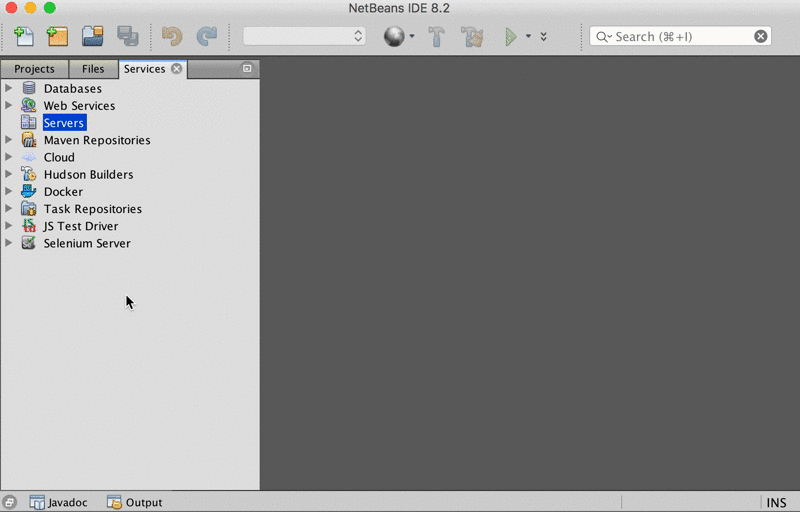 NetBeans IDE 8.2
Search (⌘+I)
Projects Files Services
Databases
Web Services
Servers
Maven Repositories
Cloud
Hudson Builders
Docker
Task Repositories
JS Test Driver
Selenium Server
Javadoc Output INS